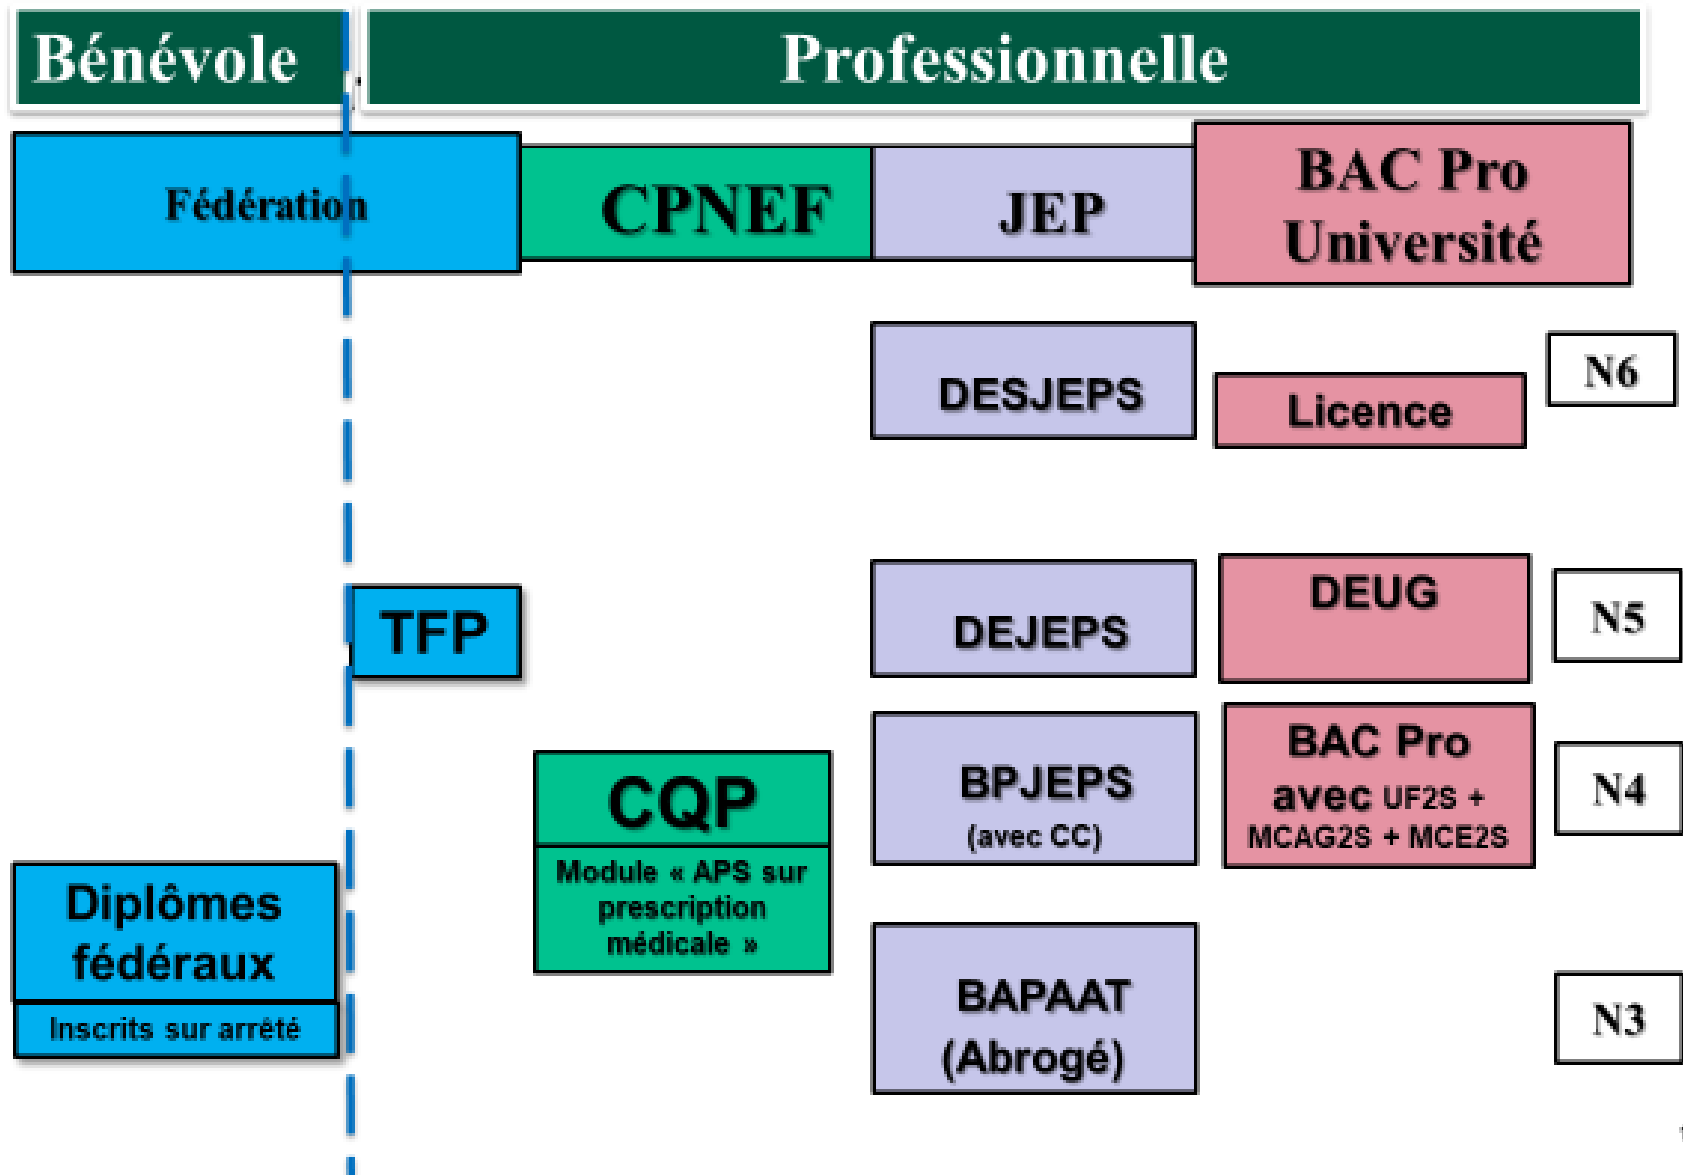 Bénévole
Professionnelle
Fédération
CPNEF
JEP
BAC Pro
Université
DESJEPS
Licence
N6
TFP
DEJEPS
DEUG
N5
CQP
Module « APS sur
prescription
médicale »
BPJEPS
(avec CC)
BAC Pro
avec UF2S +
MCAG2S + MCE2S
N4
Diplômes
fédéraux
Inscrits sur arrêté
BAPAAT
(Abrogé)
N3